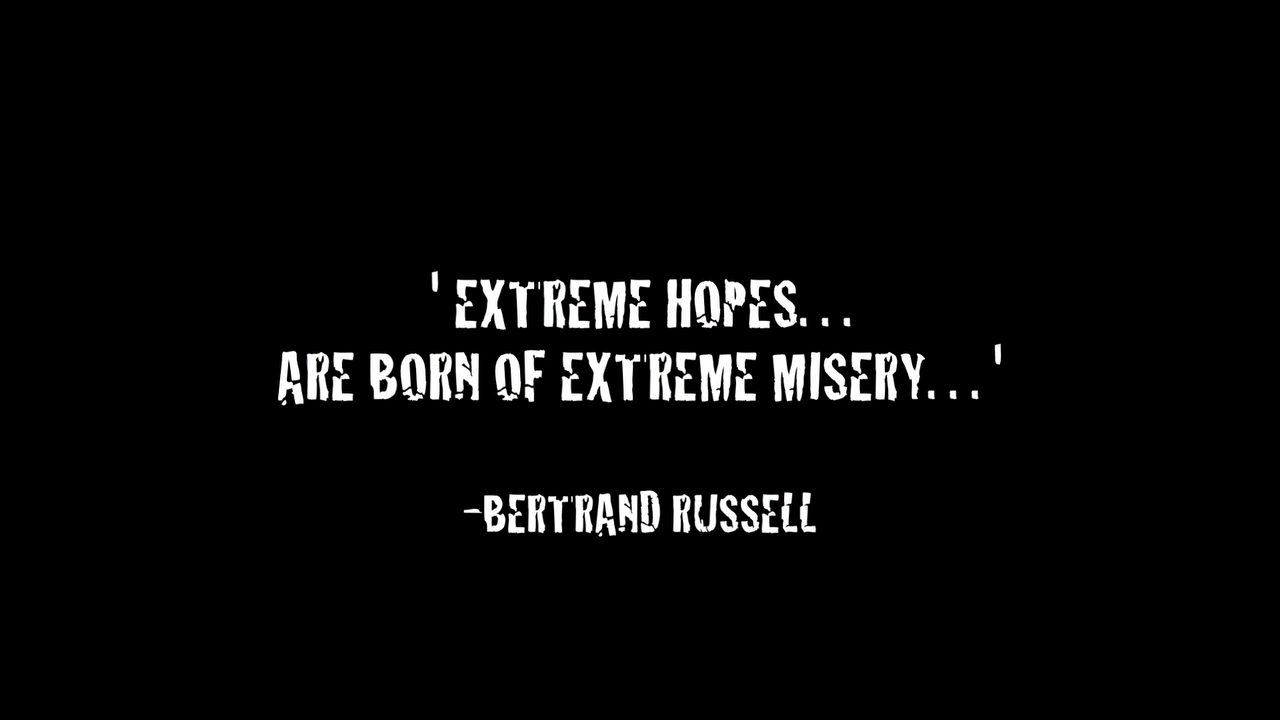 ' EXTREME HOPES...
ARE BORN OF EXTREME MISERY...'
-BERTRAND RUSSELL